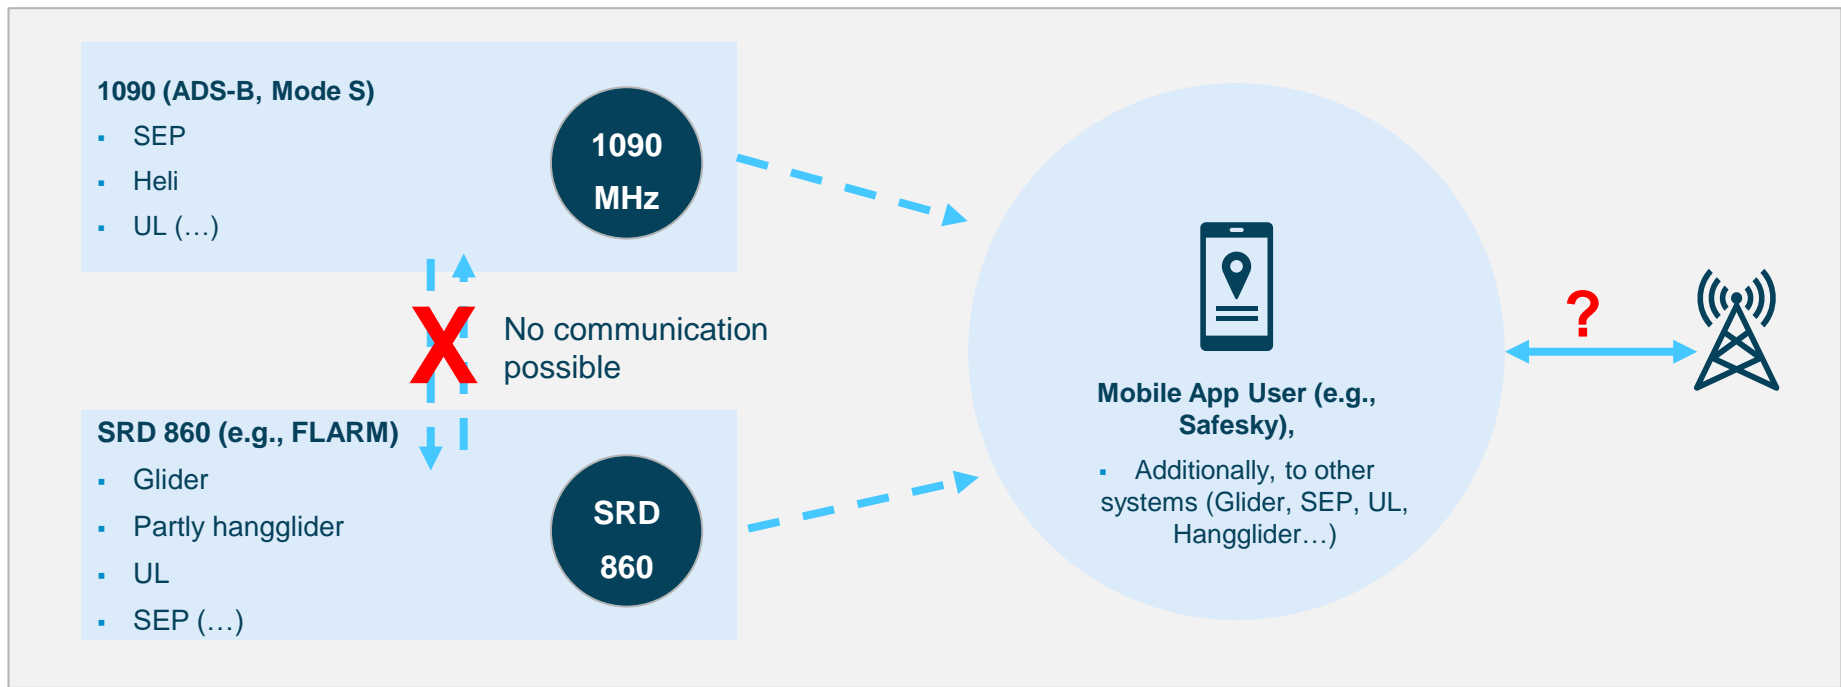 1090 (ADS-B, Mode S)
▪ SEP
▪ Heli
▪ UL (…)
1090
MHz
X
No communication
possible
SRD 860 (e.g., FLARM)
▪ Glider
▪ Partly hangglider
▪ UL
▪ SEP (…)
SRD
860
Mobile App User (e.g.,
Safesky),
▪ Additionally, to other
systems (Glider, SEP, UL,
Hangglider…)
?